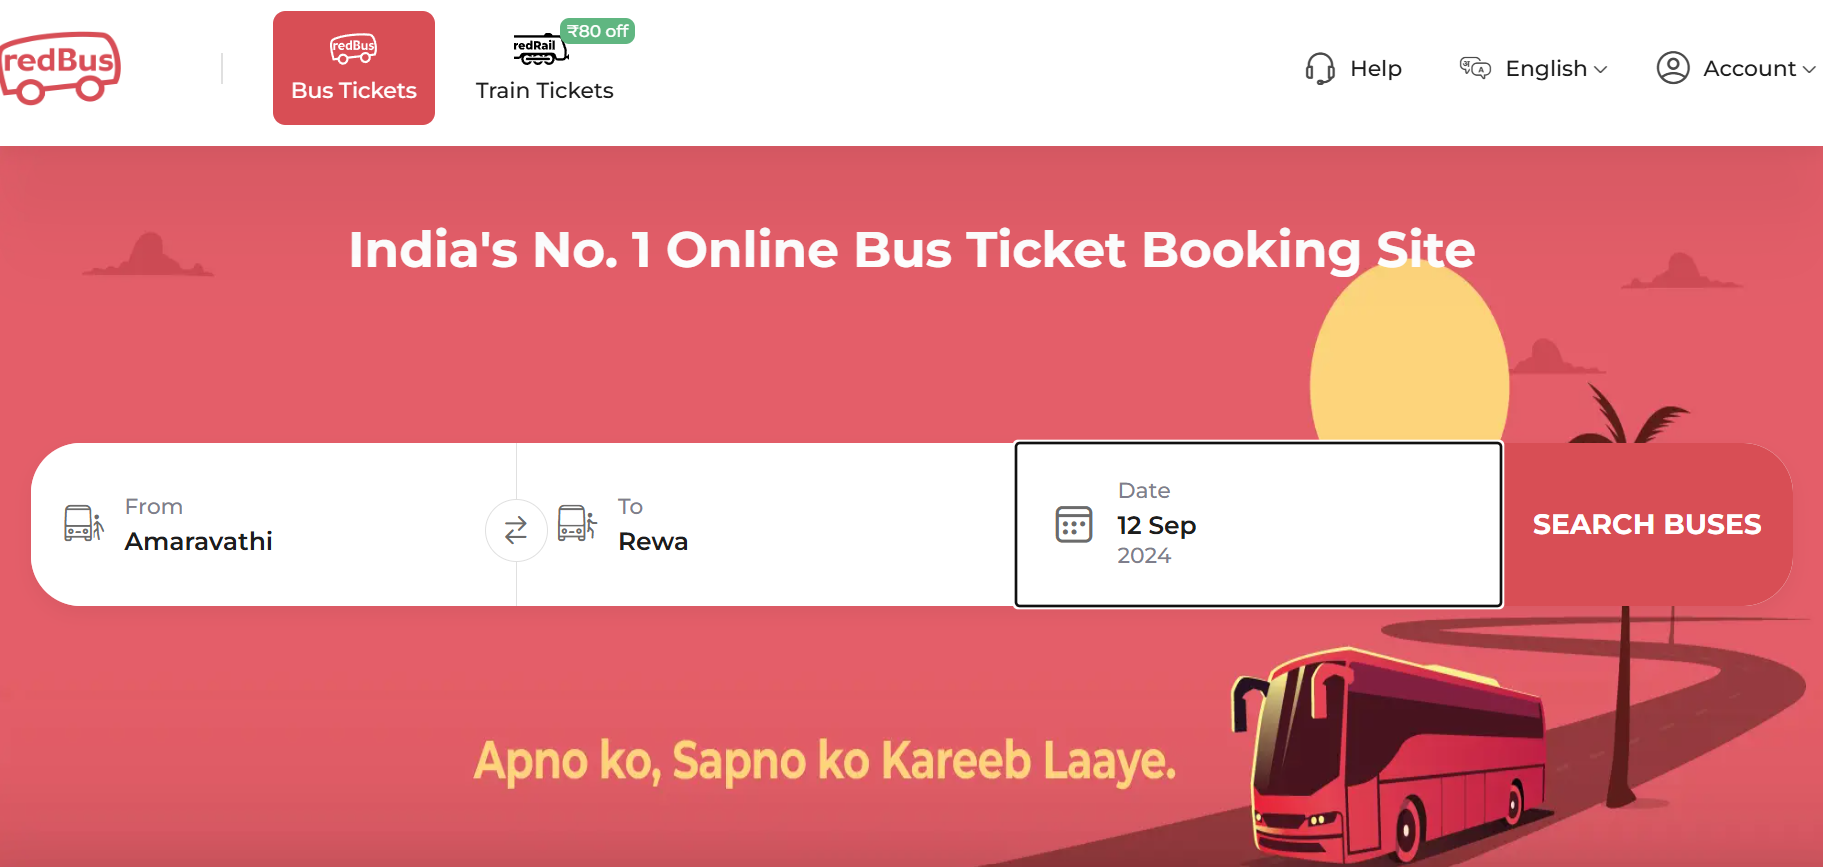 redBus
redBus
Bus Tickets
redRail
₹80 off
Train Tickets
Help
अ A
English
Account
India's No. 1 Online Bus Ticket Booking Site
From
Amaravathi
To
Rewa
Date
12 Sep
2024
SEARCH BUSES
Apno ko, Sapno ko Kareeb Laaye.